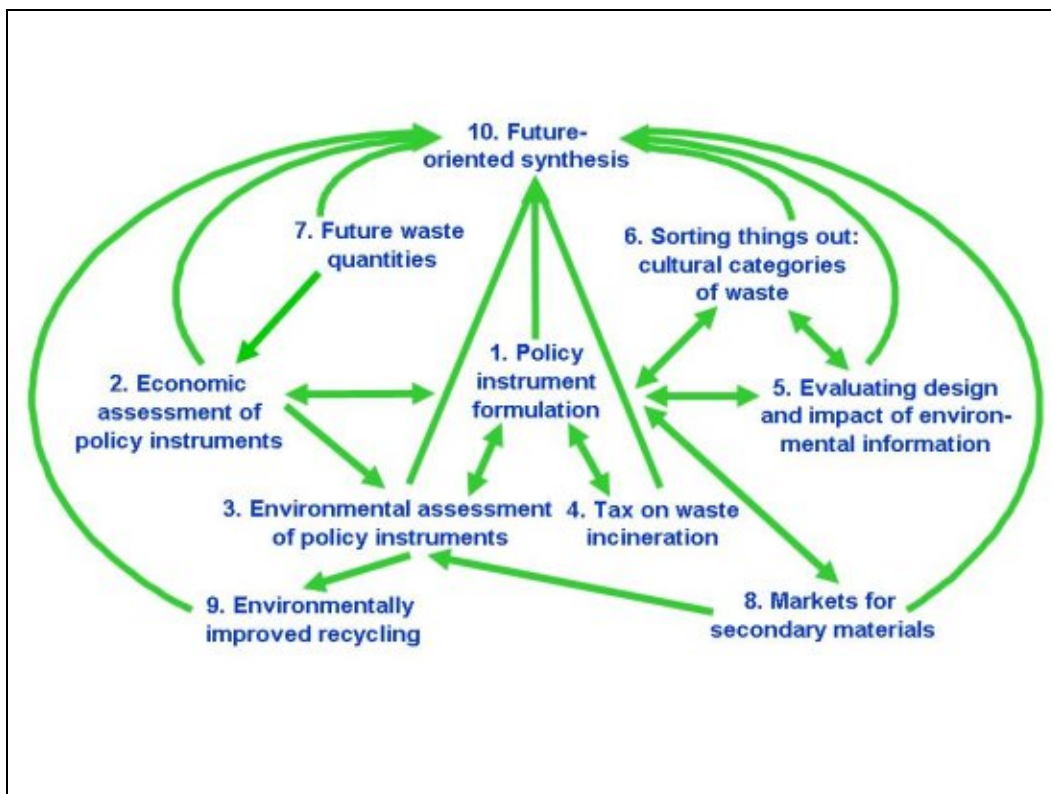 10. Future-
oriented synthesis
7. Future waste
quantities
6. Sorting things out:
cultural categories
of waste
1. Policy
instrument
formulation
2. Economic
assessment of
policy instruments
5. Evaluating design
and impact of environ-
mental information
3. Environmental assessment
of policy instruments
4. Tax on waste
incineration
9. Environmentally
improved recycling
8. Markets for
secondary materials